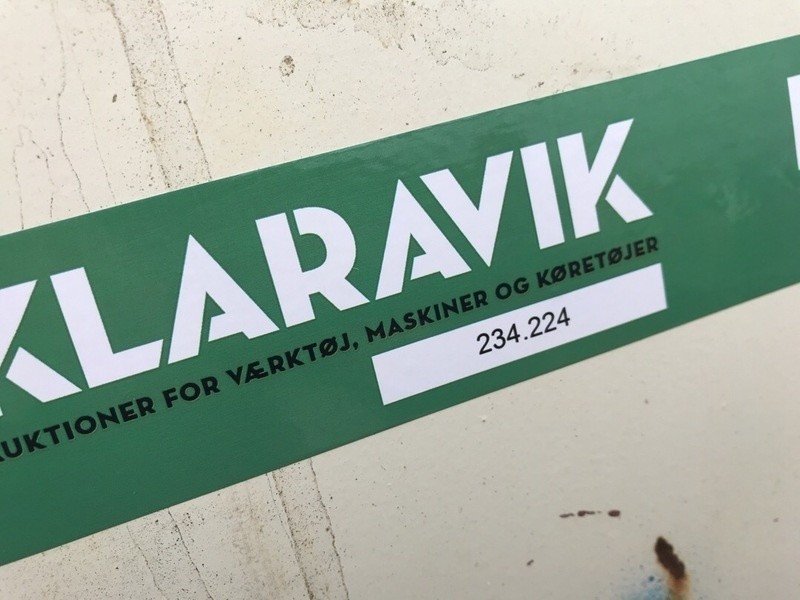 KLARAVIK
AUKTIONER FOR VÆRKTØJ, MASKINER OG KØRETØJER
234.224